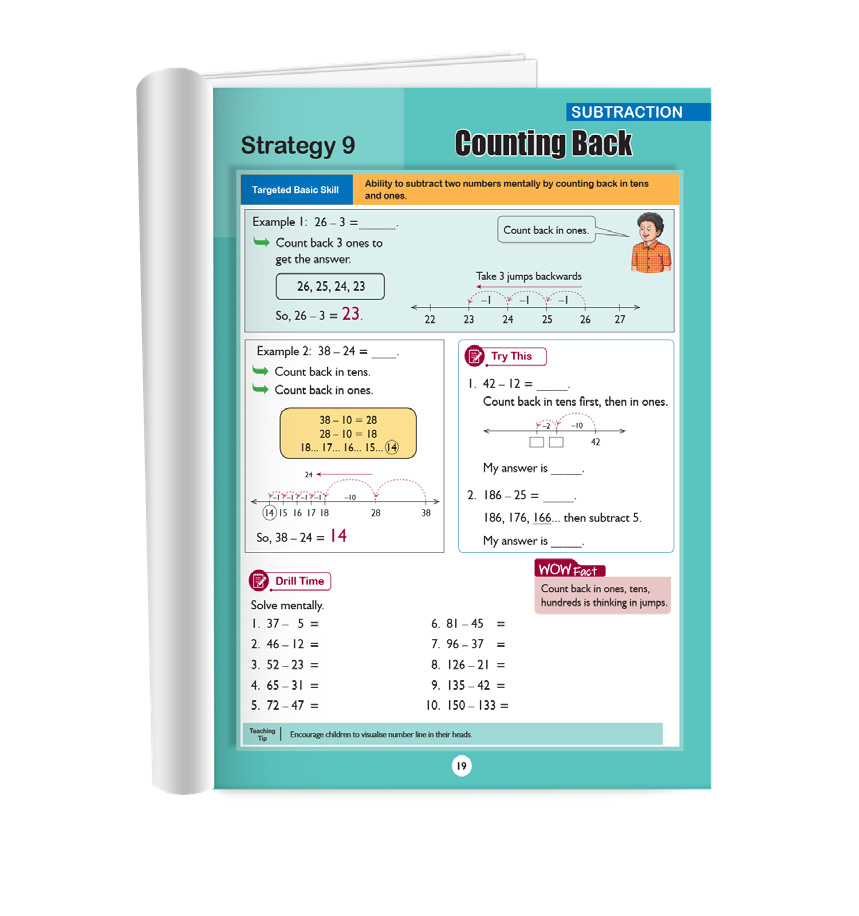 SUBTRACTION
Strategy 9
Counting Back
Targeted Basic Skill
Ability to subtract two numbers mentally by counting back in tens
and ones.
Example 1: 26 – 3 = ______.
Count back 3 ones to
get the answer.
26, 25, 24, 23
So, 26 – 3 = 23.
Count back in ones.
Take 3 jumps backwards
–1 –1 –1
22 23 24 25 26 27
Example 2: 38 – 24 = ____.
Count back in tens.
Count back in ones.
38 – 10 = 28
28 – 10 = 18
18... 17... 16... 15... 14
24
–1 –1 –1 –1 –10
14 15 16 17 18 28 38
So, 38 – 24 = 14
Try This
1. 42 – 12 = _____.
Count back in tens first, then in ones.
–2 –10
42
My answer is _____.
2. 186 – 25 = _____.
186, 176, 166... then subtract 5.
My answer is _____.
WOW Fact
Count back in ones, tens,
hundreds is thinking in jumps.
Drill Time
Solve mentally.
1. 37 – 5 =
2. 46 – 12 =
3. 52 – 23 =
4. 65 – 31 =
5. 72 – 47 =
6. 81 – 45 =
7. 96 – 37 =
8. 126 – 21 =
9. 135 – 42 =
10. 150 – 133 =
Teaching
Tip
Encourage children to visualise number line in their heads.
19